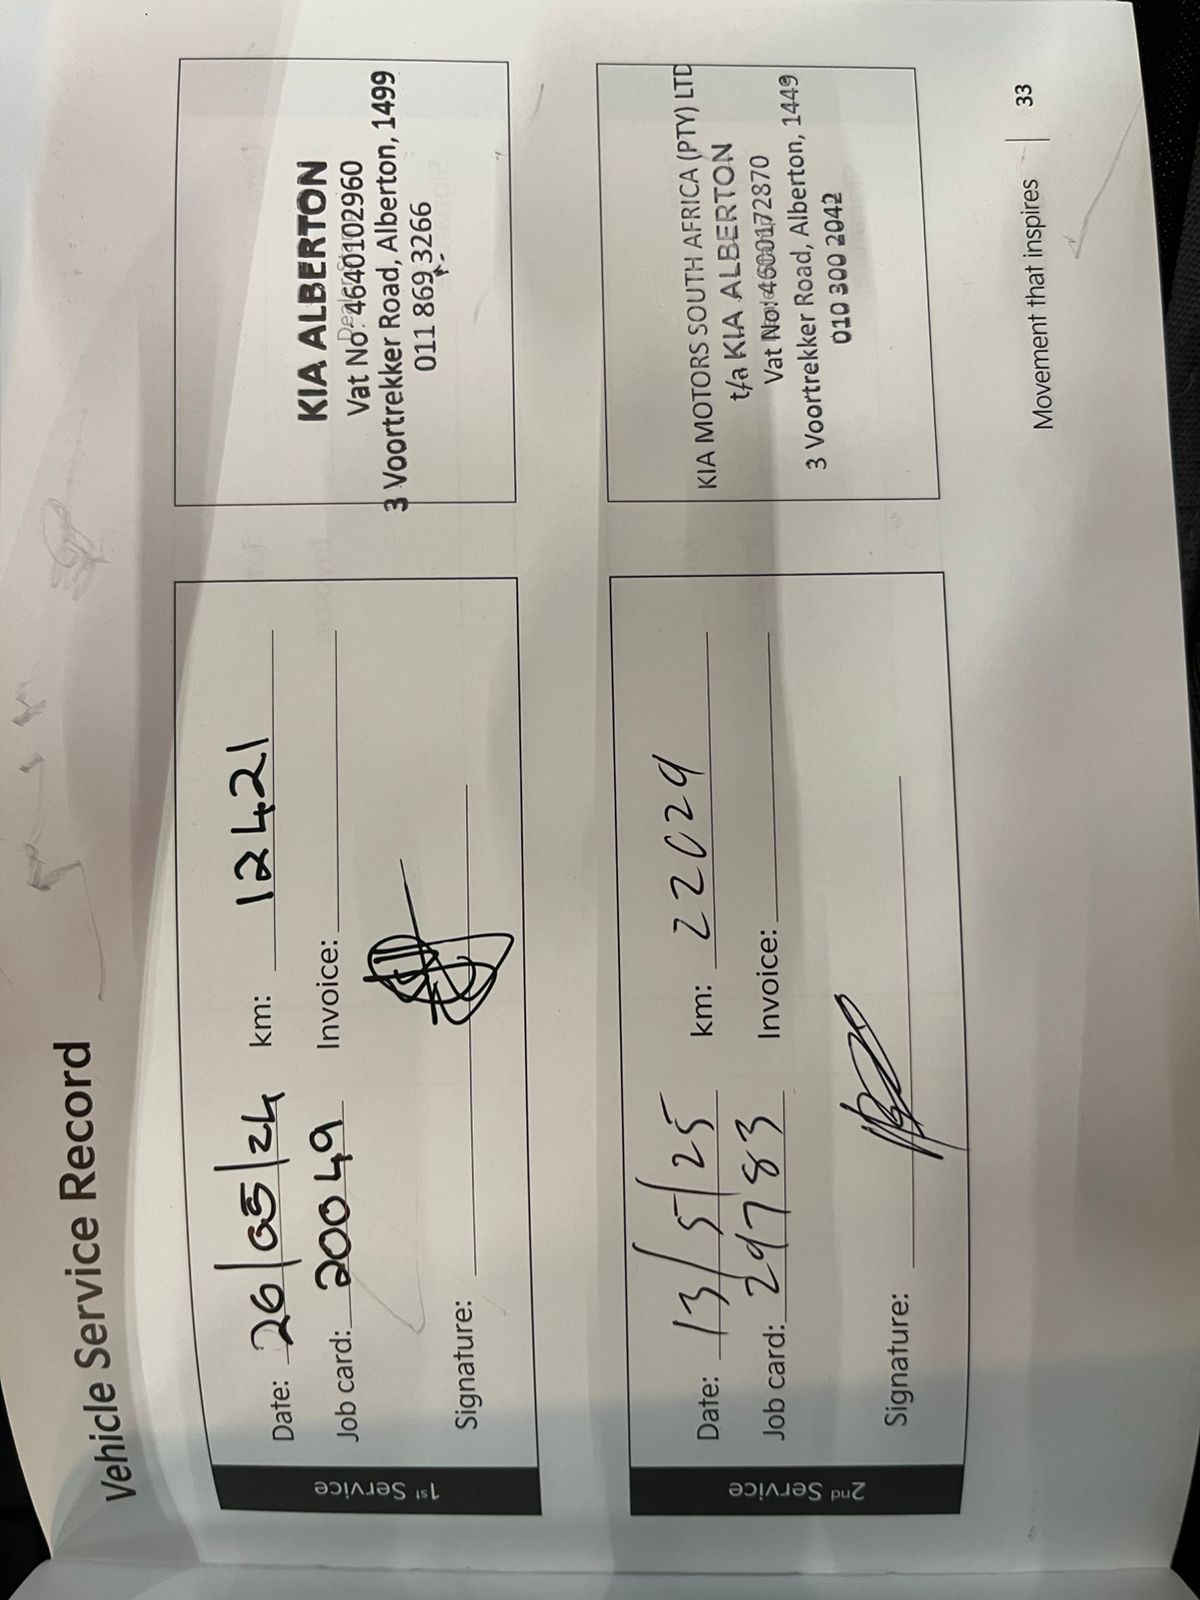 Vehicle Service Record
1st Service
Date: 26/05/24 km: 12421
Job card: 20049 Invoice:
Signature:
KIA ALBERTON
Vat No: 4640102960
3 Voortrekker Road, Alberton, 1499
011 869 3266
2nd Service
Date: 13/5/25 km: 22029
Job card: 29783 Invoice:
Signature:
KIA MOTORS SOUTH AFRICA (PTY) LTD
t/a KIA ALBERTON
Vat No: 4600172870
3 Voortrekker Road, Alberton, 1449
010 300 2042
Movement that inspires | 33